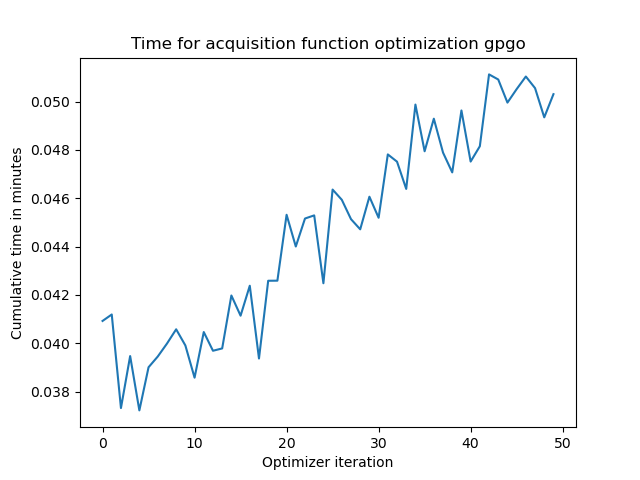 Time for acquisition function optimization gpgo
Cumulative time in minutes
0.050
0.048
0.046
0.044
0.042
0.040
0.038
0 10 20 30 40 50
Optimizer iteration